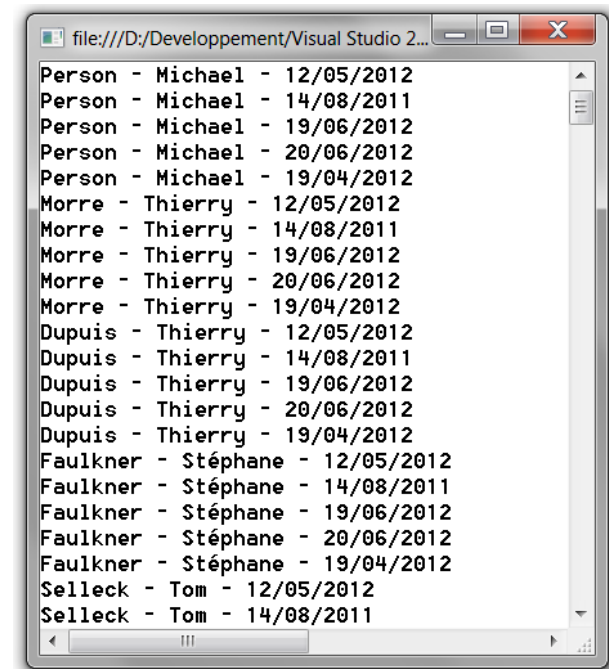 file:///D:/Developpement/Visual Studio 2...
Person - Michael - 12/05/2012
Person - Michael - 14/08/2011
Person - Michael - 19/06/2012
Person - Michael - 20/06/2012
Person - Michael - 19/04/2012
Morre - Thierry - 12/05/2012
Morre - Thierry - 14/08/2011
Morre - Thierry - 19/06/2012
Morre - Thierry - 20/06/2012
Morre - Thierry - 19/04/2012
Dupuis - Thierry - 12/05/2012
Dupuis - Thierry - 14/08/2011
Dupuis - Thierry - 19/06/2012
Dupuis - Thierry - 20/06/2012
Dupuis - Thierry - 19/04/2012
Faulkner - Stéphane - 12/05/2012
Faulkner - Stéphane - 14/08/2011
Faulkner - Stéphane - 19/06/2012
Faulkner - Stéphane - 20/06/2012
Faulkner - Stéphane - 19/04/2012
Selleck - Tom - 12/05/2012
Selleck - Tom - 14/08/2011